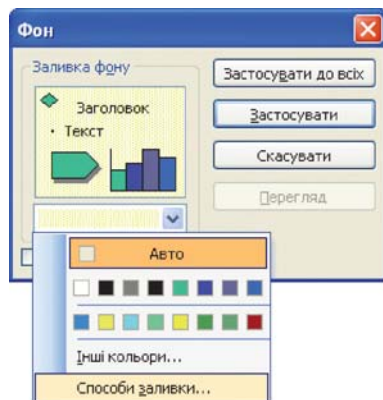 Фон
Заливка фону
Заголовок
• Текст
Застосувати до всіх
Застосувати
Скасувати
Перегляд
Авто
Інші кольори...
Способи заливки...